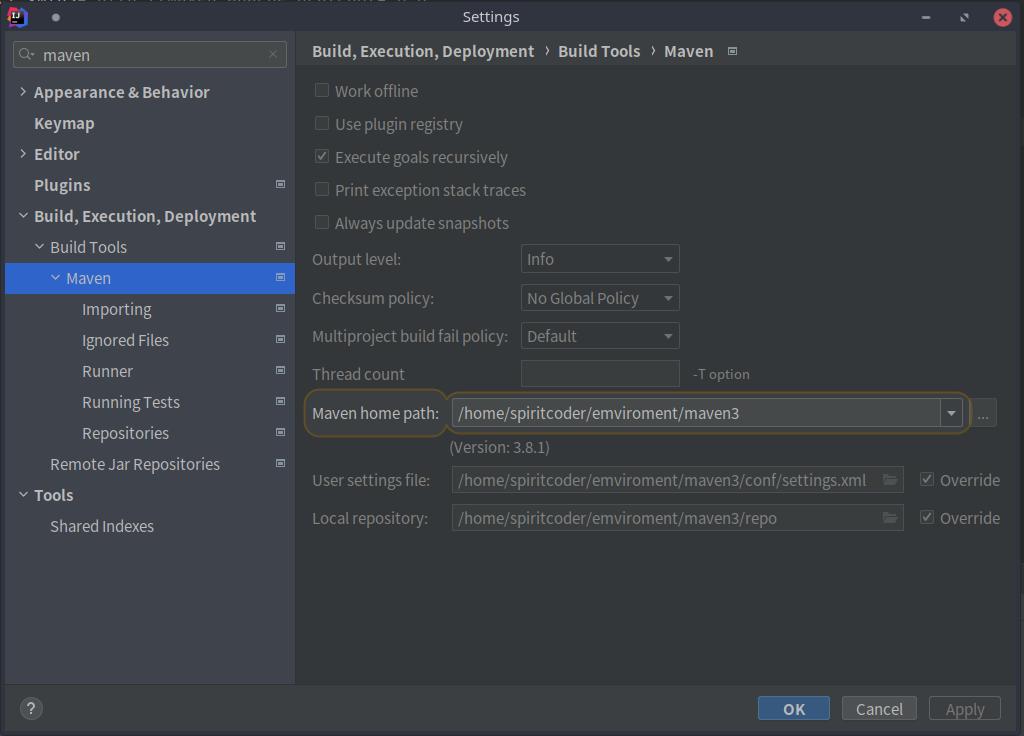 Settings
maven
Appearance & Behavior
Keymap
Editor
Plugins
Build, Execution, Deployment
Build Tools
Maven
Importing
Ignored Files
Runner
Running Tests
Repositories
Remote Jar Repositories
Tools
Shared Indexes
Build, Execution, Deployment › Build Tools › Maven
Work offline
Use plugin registry
Execute goals recursively
Print exception stack traces
Always update snapshots
Output level: Info
Checksum policy: No Global Policy
Multiproject build fail policy: Default
Thread count -T option
Maven home path: /home/spiritcoder/emviroment/maven3 ...
(Version: 3.8.1)
User settings file: /home/spiritcoder/emviroment/maven3/conf/settings.xml Override
Local repository: /home/spiritcoder/emviroment/maven3/repo Override
? OK Cancel Apply